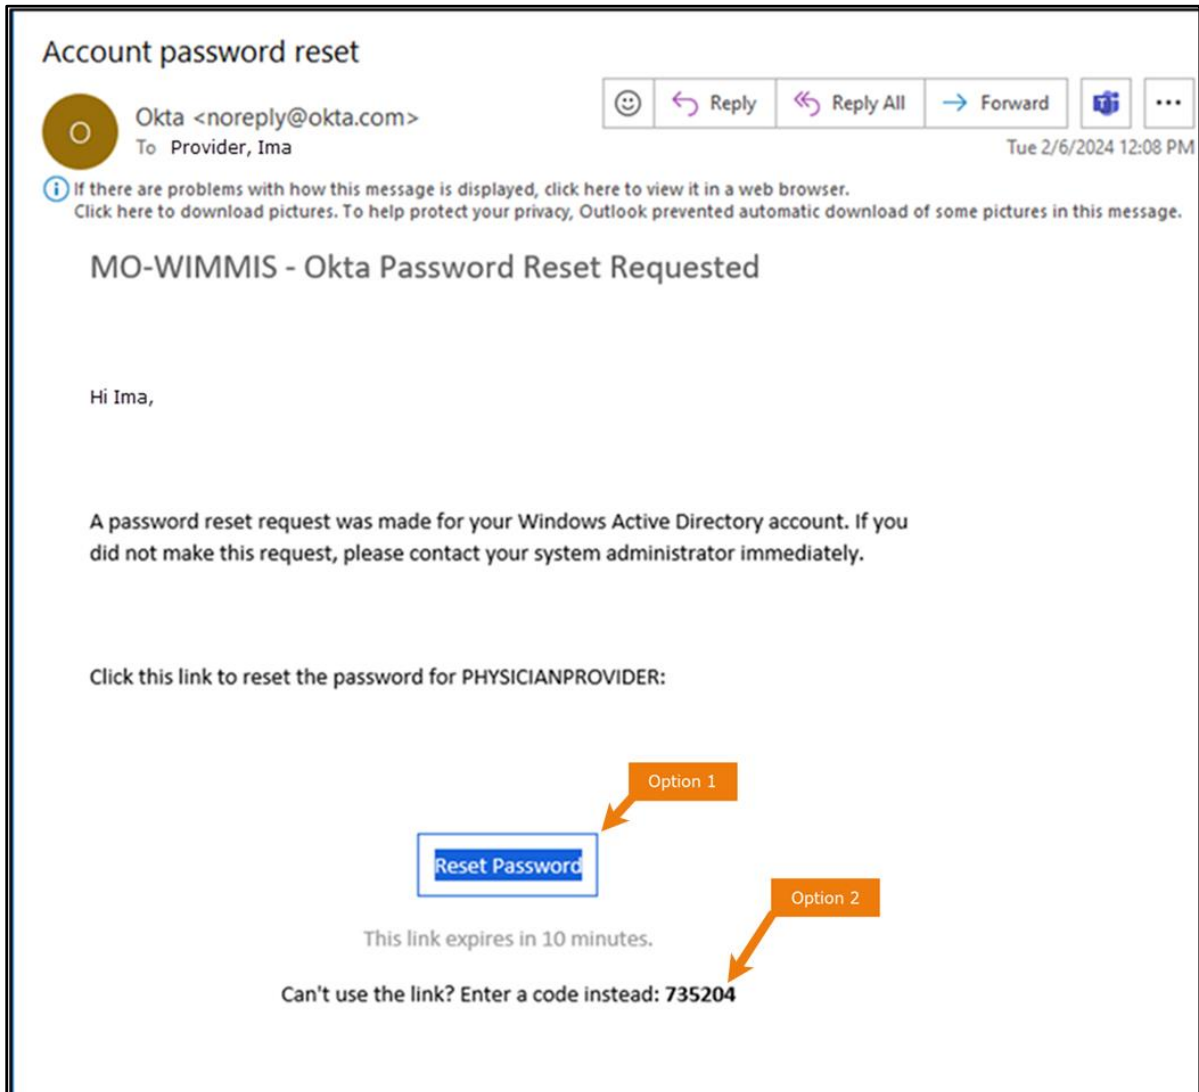 Account password reset
O
Okta <noreply@okta.com>
Reply
Reply All
Forward
To Provider, Ima
Tue 2/6/2024 12:08 PM
If there are problems with how this message is displayed, click here to view it in a web browser.
Click here to download pictures. To help protect your privacy, Outlook prevented automatic download of some pictures in this message.
MO-WIMMIS - Okta Password Reset Requested
Hi Ima,
A password reset request was made for your Windows Active Directory account. If you
did not make this request, please contact your system administrator immediately.
Click this link to reset the password for PHYSICIANPROVIDER:
Option 1
Reset Password
Option 2
This link expires in 10 minutes.
Can't use the link? Enter a code instead: 735204